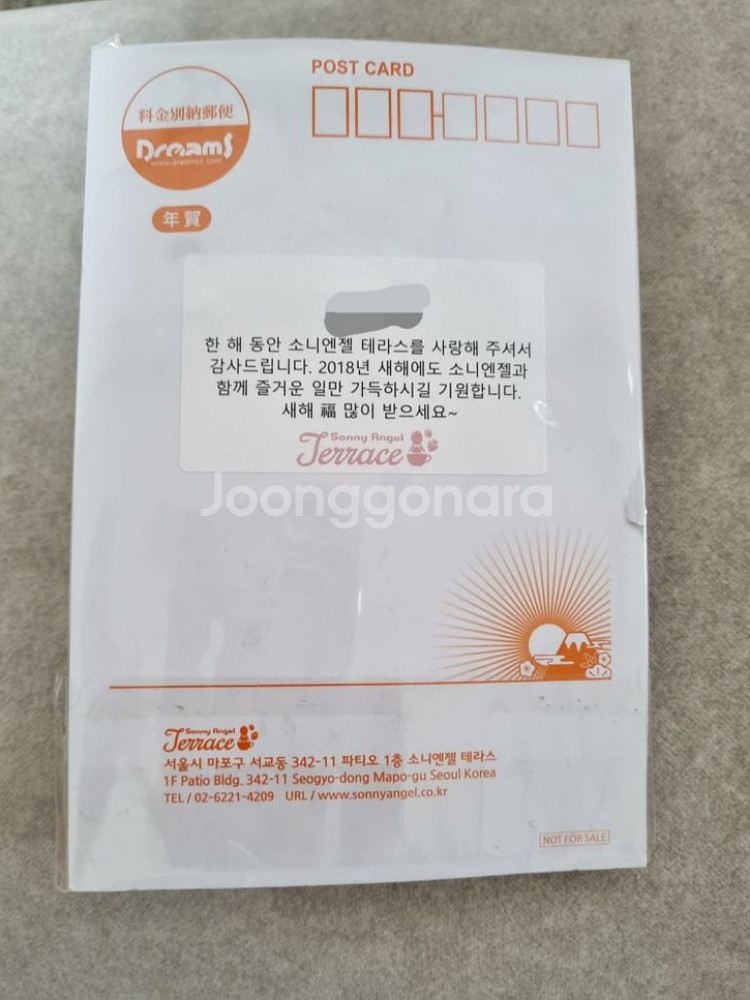 POST CARD
料金別納郵便
DreamS
www.dreams6.com
年賀
한 해 동안 소니엔젤 테라스를 사랑해 주셔서
감사드립니다. 2018년 새해에도 소니엔젤과
함께 즐거운 일만 가득하시길 기원합니다.
새해 福 많이 받으세요~
Sonny Angel
Terrace
Joonggonara
Sonny Angel
Terrace
서울시 마포구 서교동 342-11 파티오 1층 소니엔젤 테라스
1F Patio Bldg. 342-11 Seogyo-dong Mapo-gu Seoul Korea
TEL / 02-6221-4209 URL / www.sonnyangel.co.kr
NOT FOR SALE